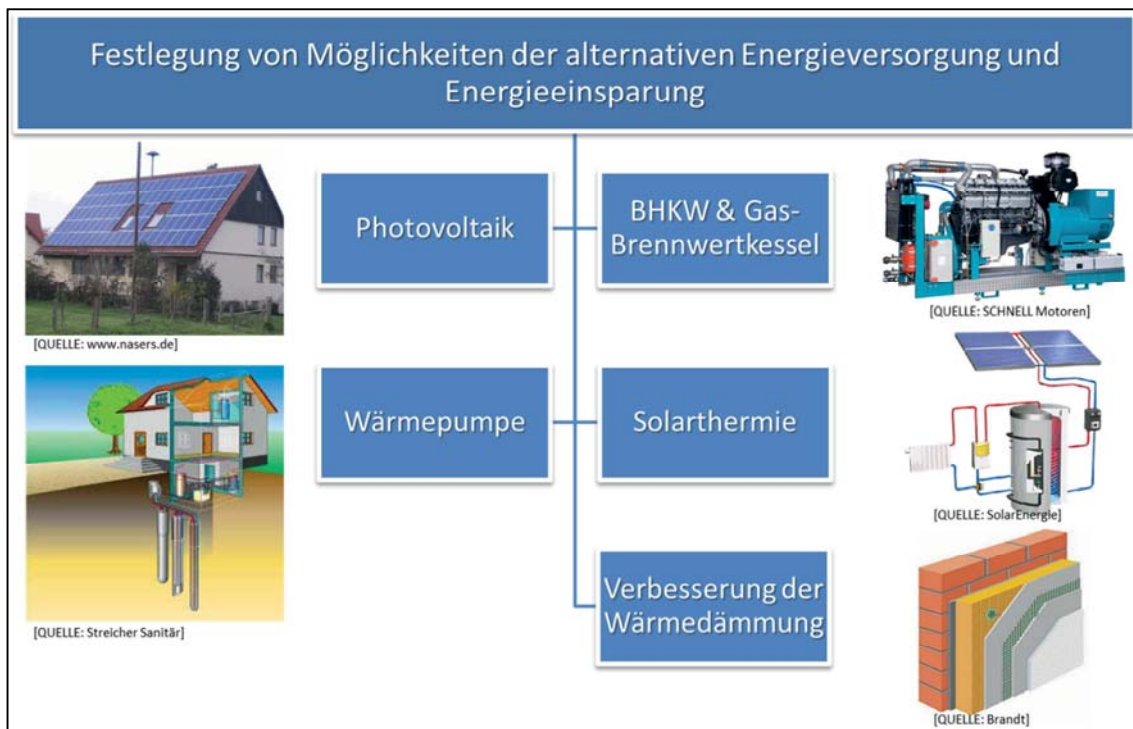 Festlegung von Möglichkeiten der alternativen Energieversorgung und
Energieeinsparung
Photovoltaik
BHKW & Gas-
Brennwertkessel
[QUELLE: www.nasers.de]
[QUELLE: SCHNELL Motoren]
Wärmepumpe
Solarthermie
[QUELLE: SolarEnergie]
[QUELLE: Streicher Sanitär]
Verbesserung der
Wärmedämmung
[QUELLE: Brandt]